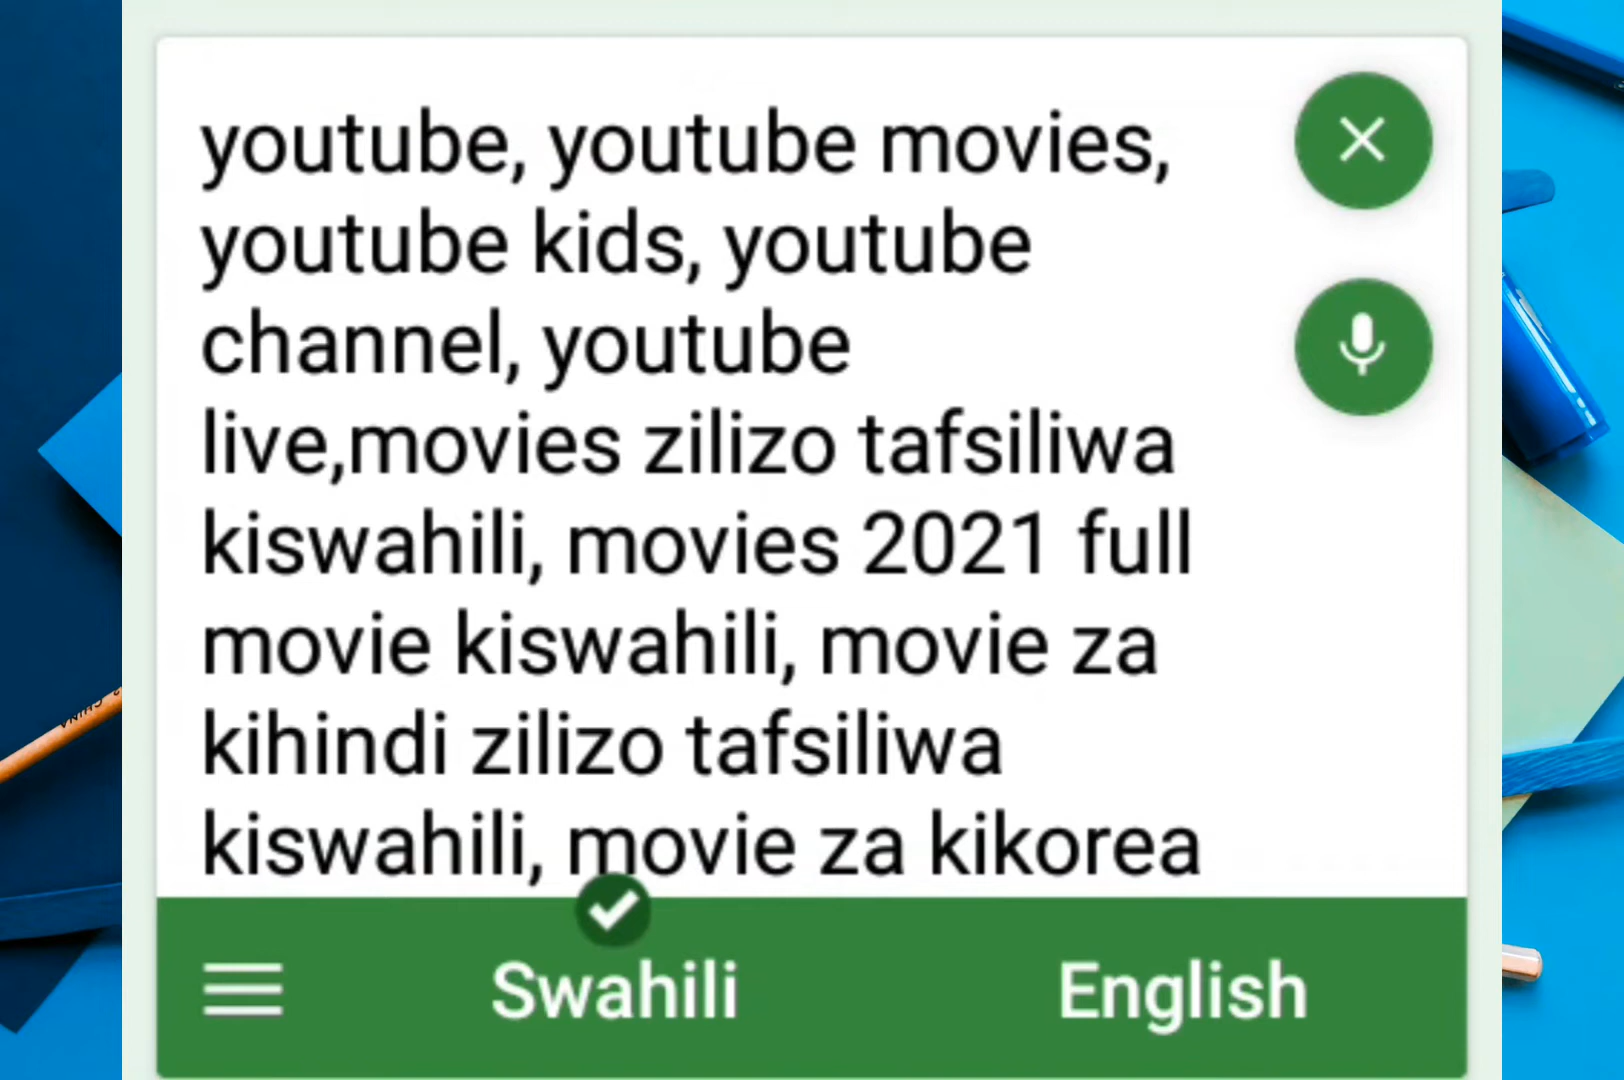 youtube, youtube movies,
youtube kids, youtube
channel, youtube
live,movies zilizo tafsiliwa
kiswahili, movies 2021 full
movie kiswahili, movie za
kihindi zilizo tafsiliwa
kiswahili, movie za kikorea
Swahili English
CHINA